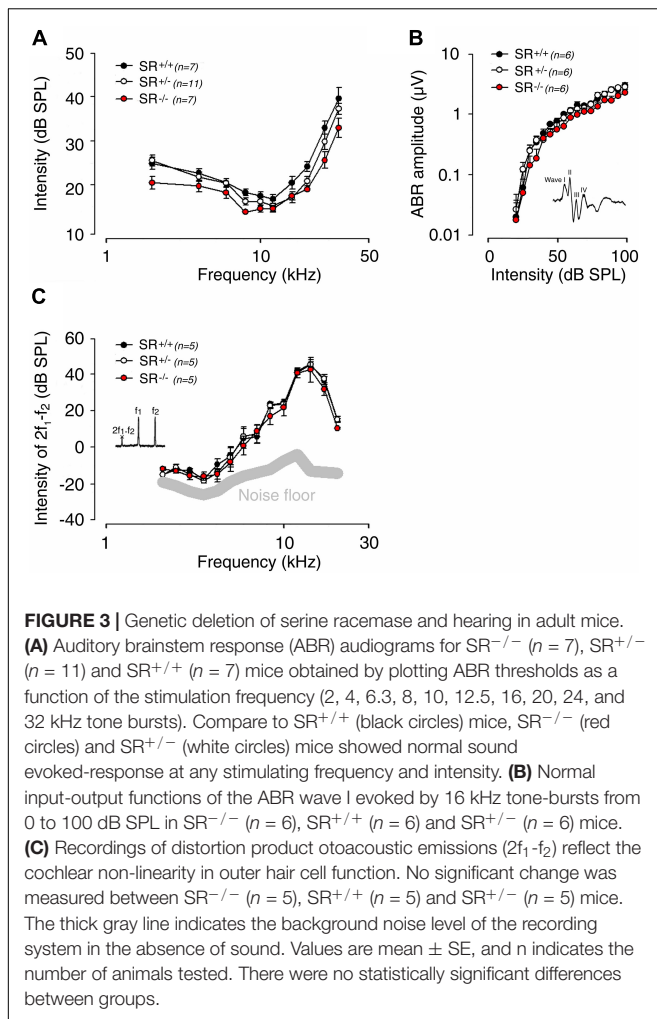 A
Intensity (dB SPL)
50
40
30
20
10
SR+/+ (n=7)
SR+/- (n=11)
SR-/- (n=7)
1
10
50
Frequency (kHz)
B
ABR amplitude (µV)
10
1
0.1
0.01
SR+/+ (n=6)
SR+/- (n=6)
SR-/- (n=6)
Wave I
II
III
IV
0
50
100
Intensity (dB SPL)
C
Intensity of 2f1-f2 (dB SPL)
60
40
20
0
-20
-40
SR+/+ (n=5)
SR+/- (n=5)
SR-/- (n=5)
2f1-f2
f1
f2
Noise floor
1
10
30
Frequency (kHz)
FIGURE 3 | Genetic deletion of serine racemase and hearing in adult mice.
(A) Auditory brainstem response (ABR) audiograms for SR−/− (n = 7), SR+/−
(n = 11) and SR+/+ (n = 7) mice obtained by plotting ABR thresholds as a
function of the stimulation frequency (2, 4, 6.3, 8, 10, 12.5, 16, 20, 24, and
32 kHz tone bursts). Compare to SR+/+ (black circles) mice, SR−/− (red
circles) and SR+/− (white circles) mice showed normal sound
evoked-response at any stimulating frequency and intensity. (B) Normal
input-output functions of the ABR wave I evoked by 16 kHz tone-bursts from
0 to 100 dB SPL in SR−/− (n = 6), SR+/+ (n = 6) and SR+/− (n = 6) mice.
(C) Recordings of distortion product otoacoustic emissions (2f1-f2) reflect the
cochlear non-linearity in outer hair cell function. No significant change was
measured between SR−/− (n = 5), SR+/+ (n = 5) and SR+/− (n = 5) mice.
The thick gray line indicates the background noise level of the recording
system in the absence of sound. Values are mean ± SE, and n indicates the
number of animals tested. There were no statistically significant differences
between groups.